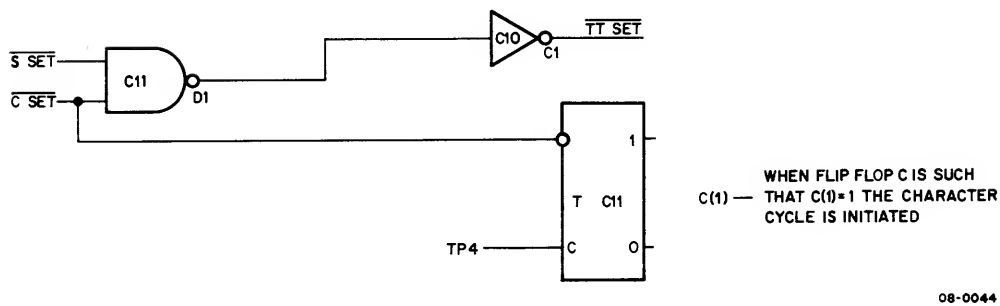 TT SET
C10
C1
S SET
C11
D1
C SET
1
T C11
TP4
C
0
C(1) — WHEN FLIP FLOP C IS SUCH
THAT C(1)=1 THE CHARACTER
CYCLE IS INITIATED
08-0044